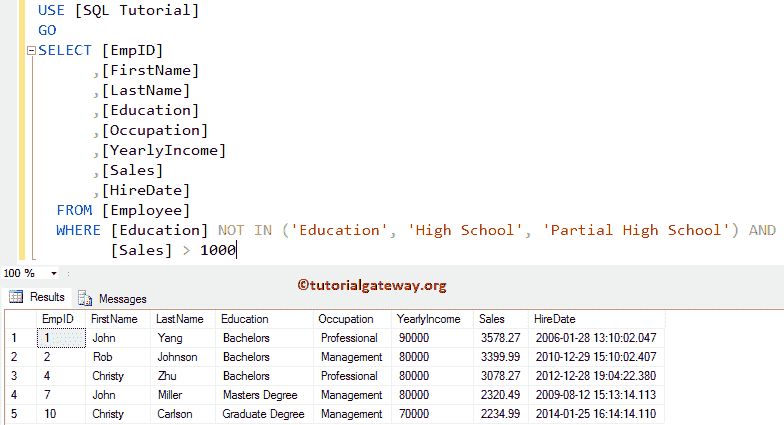 USE [SQL Tutorial]
GO
SELECT [EmpID]
,[FirstName]
,[LastName]
,[Education]
,[Occupation]
,[YearlyIncome]
,[Sales]
,[HireDate]
FROM [Employee]
WHERE [Education] NOT IN ('Education', 'High School', 'Partial High School') AND
[Sales] > 1000
100 %
©tutorialgateway.org
Results Messages
EmpID FirstName LastName Education Occupation YearlyIncome Sales HireDate
1 1 John Yang Bachelors Professional 90000 3578.27 2006-01-28 13:10:02.047
2 2 Rob Johnson Bachelors Management 80000 3399.99 2010-12-29 15:10:02.407
3 4 Christy Zhu Bachelors Professional 80000 3078.27 2012-12-28 19:04:22.380
4 7 John Miller Masters Degree Management 80000 2320.49 2009-08-12 15:13:14.113
5 10 Christy Carlson Graduate Degree Management 70000 2234.99 2014-01-25 16:14:14.110